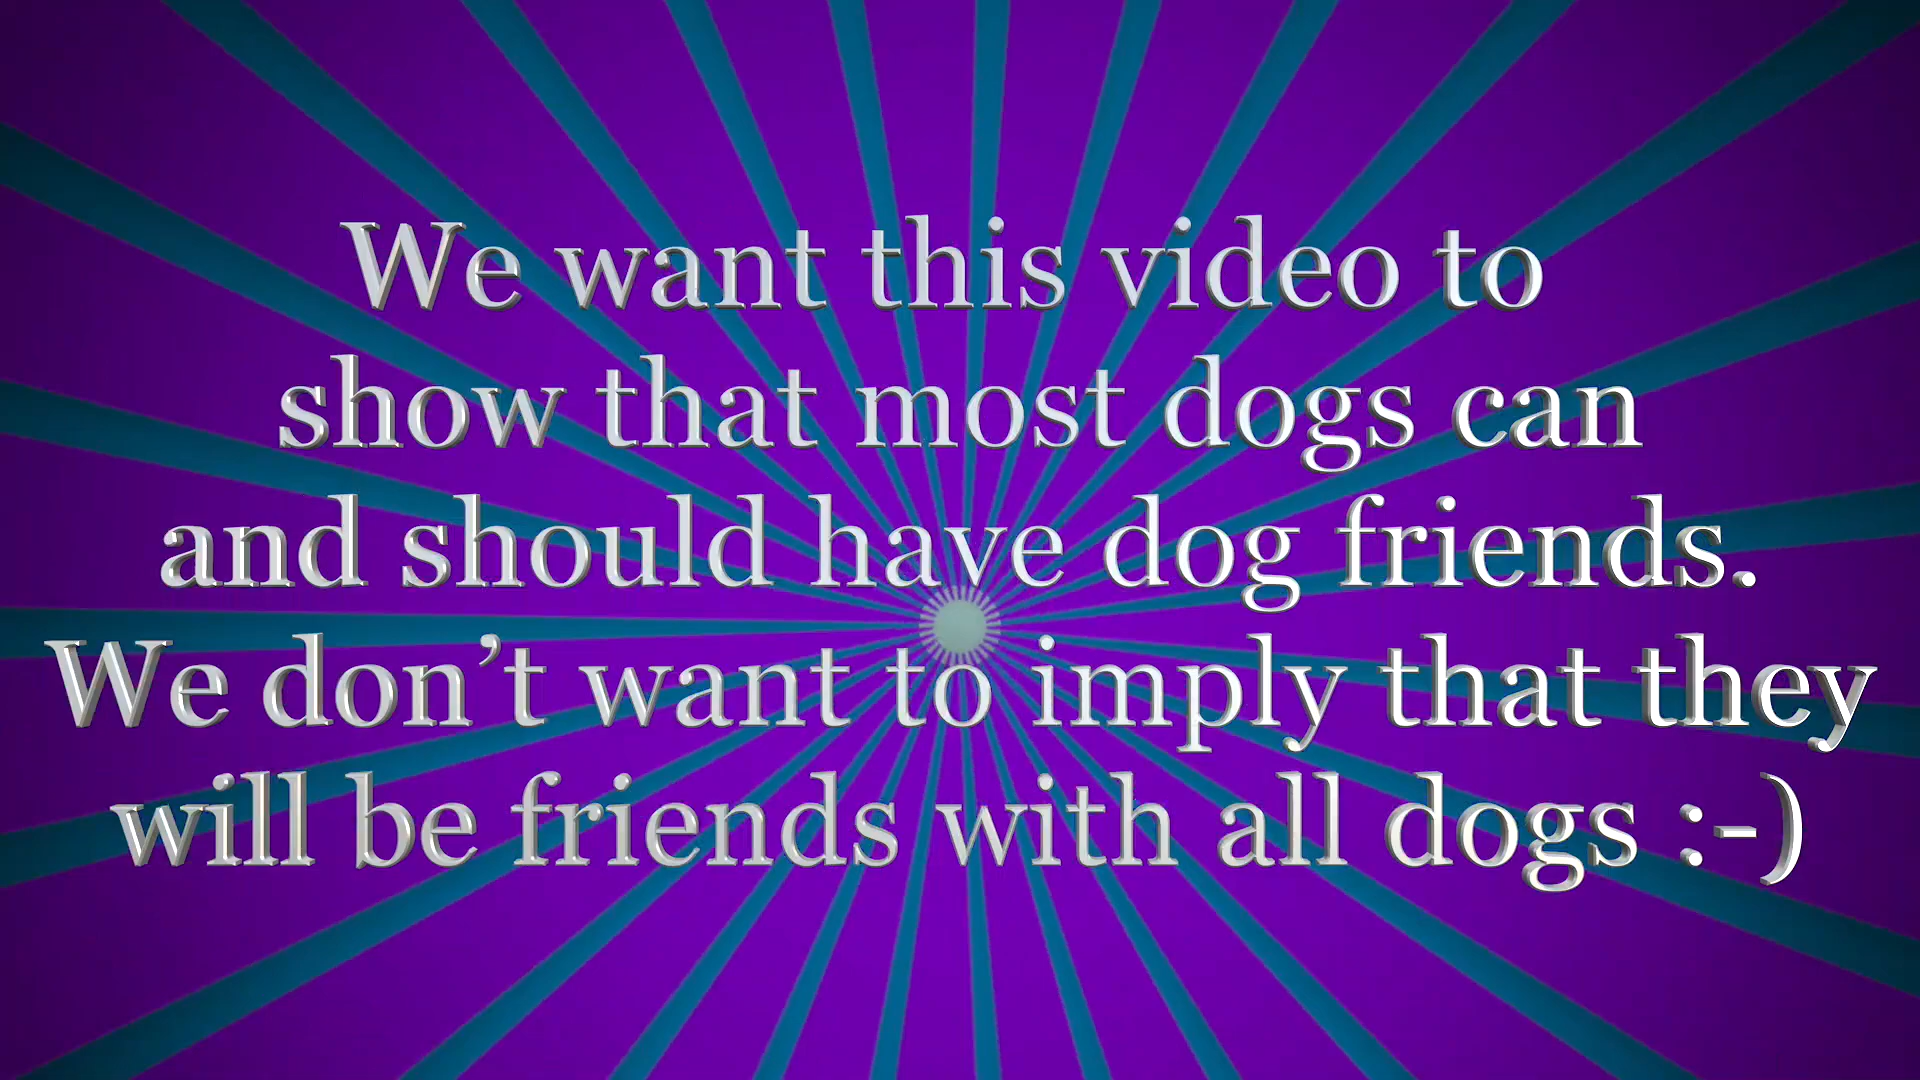 We want this video to
show that most dogs can
and should have dog friends.
We don’t want to imply that they
will be friends with all dogs :-)